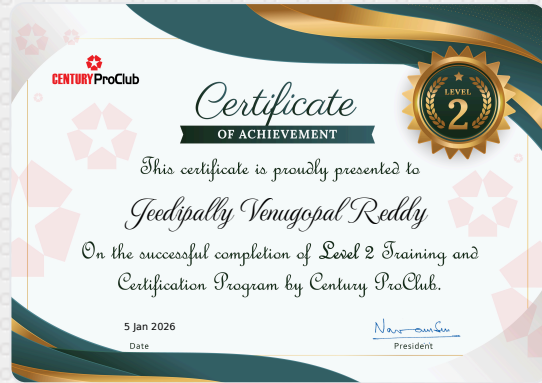 CENTURY ProClub
Certificate
OF ACHIEVEMENT
LEVEL
2
This certificate is proudly presented to
Jeedipally Venugopal Reddy
On the successful completion of Level 2 Training and
Certification Program by Century ProClub.
5 Jan 2026
Date
President